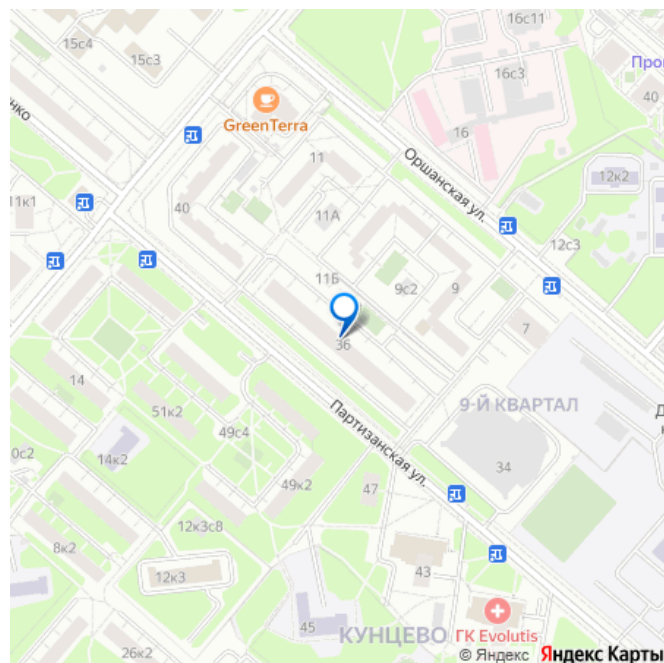 15с4
15с3
16с11
16с3
Про
40
нко
GreenTerra
16
Оршанская ул.
11
12к2
11к1
40
11А
12с3
11Б
9с2
9
7
36
14
51к2
49с4
Партизанская ул.
9-Й КВАРТАЛ
Д
к
0с2
14к2
49к2
47
34
12к3с8
8к2
12к3
43
45
КУНЦЕВО
ГК Evolutis
26к2
© Яндекс Яндекс Карты